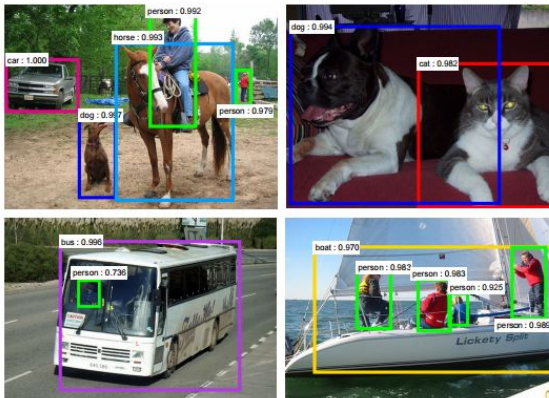 person : 0.992
horse : 0.993
car : 1.000
dog : 0.997
person : 0.979
dog : 0.994
cat : 0.982
bus : 0.996
person : 0.736
boat : 0.970
person : 0.983
person : 0.983
person : 0.925
person : 0.989
Lickety Split